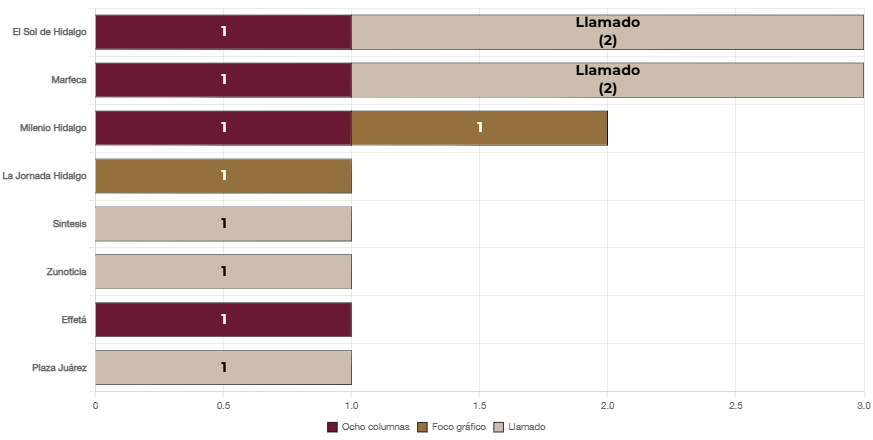 El Sol de Hidalgo 1 Llamado
(2)
Marfeca 1 Llamado
(2)
Milenio Hidalgo 1 1
La Jornada Hidalgo 1
Síntesis 1
Zunoticia 1
Effetá 1
Plaza Juárez 1
0 0.5 1.0 1.5 2.0 2.5 3.0
Ocho columnas Foco gráfico Llamado